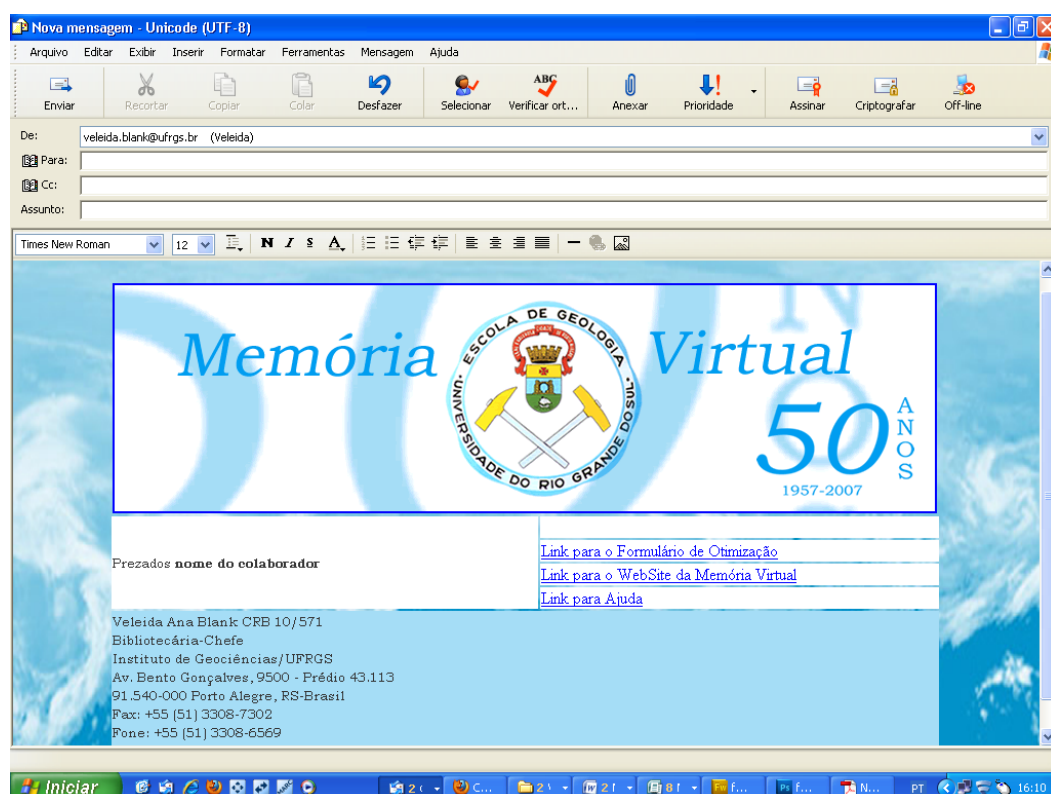 Nova mensagem - Unicode (UTF-8)
Arquivo Editar Exibir Inserir Formatar Ferramentas Mensagem Ajuda
Enviar Recortar Copiar Colar Desfazer Selecionar Verificar ort... Anexar Prioridade Assinar Criptografar Off-line
De: veleida.blank@ufrgs.br (Veleida)
Para:
Cc:
Assunto:
Times New Roman 12 N I S A
Memória Virtual
ESCOLA DE GEOLOGIA
UNIVERSIDADE DO RIO GRANDE DO SUL
50 ANOS
1957-2007
Link para o Formulário de Otimização
Prezados nome do colaborador
Link para o WebSite da Memória Virtual
Link para Ajuda
Veleida Ana Blank CRB 10/571
Bibliotecária-Chefe
Instituto de Geociências/UFRGS
Av. Bento Gonçalves, 9500 - Prédio 43.113
91.540-000 Porto Alegre, RS-Brasil
Fax: +55 (51) 3308-7302
Fone: +55 (51) 3308-6569
Iniciar 2 ( C... 2 \ 2 I 8 I f... f... N... PT 16:10